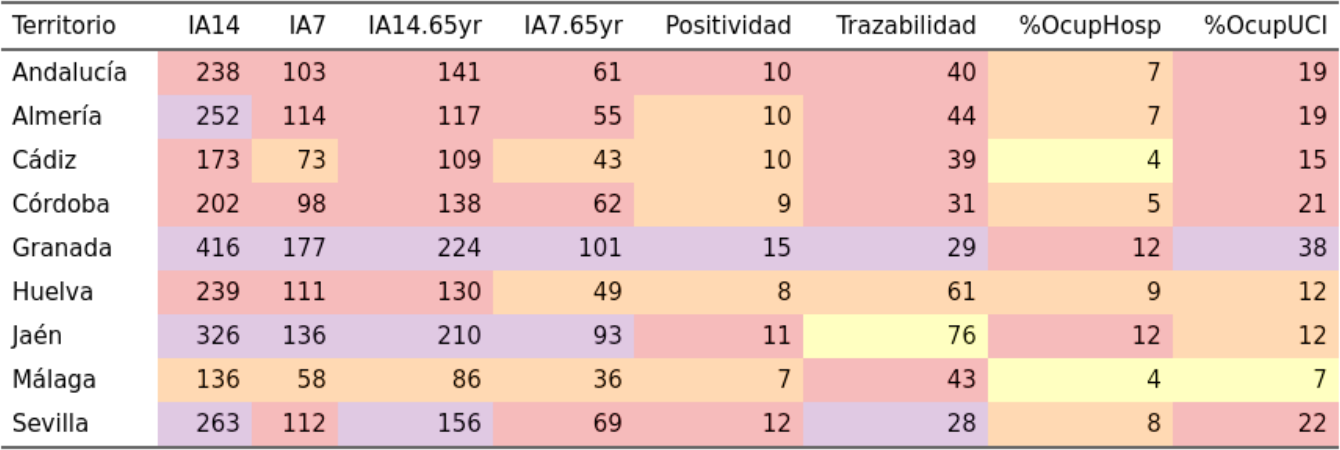 Territorio IA14 IA7 IA14.65yr IA7.65yr Positividad Trazabilidad %OcupHosp %OcupUCI
Andalucía 238 103 141 61 10 40 7 19
Almería 252 114 117 55 10 44 7 19
Cádiz 173 73 109 43 10 39 4 15
Córdoba 202 98 138 62 9 31 5 21
Granada 416 177 224 101 15 29 12 38
Huelva 239 111 130 49 8 61 9 12
Jaén 326 136 210 93 11 76 12 12
Málaga 136 58 86 36 7 43 4 7
Sevilla 263 112 156 69 12 28 8 22